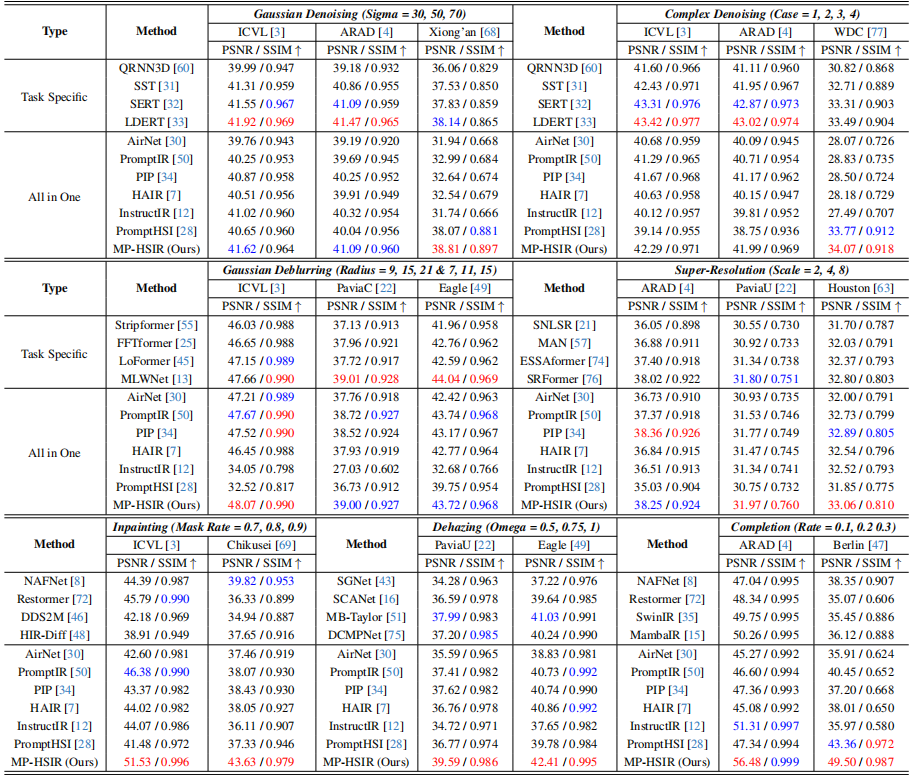 Type Method Gaussian Denoising (Sigma = 30, 50, 70) Method Complex Denoising (Case = 1, 2, 3, 4)
ICVL [3] ARAD [4] Xiong'an [68] ICVL [3] ARAD [4] WDC [77]
PSNR / SSIM ↑ PSNR / SSIM ↑ PSNR / SSIM ↑ PSNR / SSIM ↑ PSNR / SSIM ↑ PSNR / SSIM ↑
Task Specific QRNN3D [60] 39.99 / 0.947 39.18 / 0.932 36.06 / 0.829 QRNN3D [60] 41.60 / 0.966 41.11 / 0.960 30.82 / 0.868
SST [31] 41.31 / 0.959 40.86 / 0.955 37.53 / 0.850 SST [31] 42.43 / 0.971 41.95 / 0.967 32.71 / 0.889
SERT [32] 41.55 / 0.967 41.09 / 0.959 37.83 / 0.859 SERT [32] 43.31 / 0.976 42.87 / 0.973 33.31 / 0.903
LDERT [33] 41.92 / 0.969 41.47 / 0.965 38.14 / 0.865 LDERT [33] 43.42 / 0.977 43.02 / 0.974 33.49 / 0.904
All in One AirNet [30] 39.76 / 0.943 39.19 / 0.920 31.94 / 0.668 AirNet [30] 40.68 / 0.959 40.09 / 0.945 28.07 / 0.726
PromptIR [50] 40.25 / 0.953 39.69 / 0.945 32.99 / 0.684 PromptIR [50] 41.29 / 0.965 40.71 / 0.954 28.83 / 0.735
PIP [34] 40.87 / 0.958 40.25 / 0.952 32.64 / 0.674 PIP [34] 41.67 / 0.968 41.17 / 0.962 28.50 / 0.724
HAIR [7] 40.51 / 0.956 39.91 / 0.949 32.54 / 0.679 HAIR [7] 40.63 / 0.958 40.15 / 0.947 28.18 / 0.729
InstructIR [12] 41.02 / 0.960 40.32 / 0.954 31.74 / 0.666 InstructIR [12] 40.12 / 0.957 39.81 / 0.952 27.49 / 0.707
PromptHSI [28] 40.65 / 0.960 40.04 / 0.956 38.07 / 0.881 PromptHSI [28] 39.14 / 0.955 38.75 / 0.936 33.77 / 0.912
MP-HSIR (Ours) 41.62 / 0.964 41.09 / 0.960 38.81 / 0.897 MP-HSIR (Ours) 42.29 / 0.971 41.99 / 0.969 34.07 / 0.918
Type Method Gaussian Deblurring (Radius = 9, 15, 21 & 7, 11, 15) Method Super-Resolution (Scale = 2, 4, 8)
ICVL [3] PaviaC [22] Eagle [49] ARAD [4] PaviaU [22] Houston [63]
PSNR / SSIM ↑ PSNR / SSIM ↑ PSNR / SSIM ↑ PSNR / SSIM ↑ PSNR / SSIM ↑ PSNR / SSIM ↑
Task Specific Stripformer [55] 46.03 / 0.988 37.13 / 0.913 41.96 / 0.958 SNLSR [21] 36.05 / 0.898 30.55 / 0.730 31.70 / 0.787
FFTformer [25] 46.65 / 0.988 37.96 / 0.921 42.76 / 0.962 MAN [57] 36.88 / 0.911 30.92 / 0.733 32.03 / 0.791
LoFormer [45] 47.15 / 0.989 37.72 / 0.917 42.59 / 0.962 ESSAformer [74] 37.40 / 0.918 31.34 / 0.738 32.37 / 0.793
MLWNet [13] 47.66 / 0.990 39.01 / 0.928 44.04 / 0.969 SRFormer [76] 38.02 / 0.922 31.80 / 0.751 32.80 / 0.803
All in One AirNet [30] 47.21 / 0.989 37.76 / 0.918 42.42 / 0.963 AirNet [30] 36.73 / 0.910 30.93 / 0.735 32.00 / 0.791
PromptIR [50] 47.67 / 0.990 38.72 / 0.927 43.74 / 0.968 PromptIR [50] 37.37 / 0.918 31.53 / 0.746 32.73 / 0.799
PIP [34] 47.52 / 0.990 38.52 / 0.924 43.17 / 0.967 PIP [34] 38.36 / 0.926 31.77 / 0.749 32.89 / 0.805
HAIR [7] 46.45 / 0.988 37.93 / 0.919 42.77 / 0.964 HAIR [7] 36.84 / 0.915 31.47 / 0.745 32.54 / 0.796
InstructIR [12] 34.05 / 0.798 27.03 / 0.602 32.68 / 0.766 InstructIR [12] 36.51 / 0.913 31.34 / 0.741 32.52 / 0.793
PromptHSI [28] 32.52 / 0.817 36.73 / 0.912 39.75 / 0.954 PromptHSI [28] 35.03 / 0.904 30.75 / 0.732 31.85 / 0.775
MP-HSIR (Ours) 48.07 / 0.990 39.00 / 0.927 43.72 / 0.968 MP-HSIR (Ours) 38.25 / 0.924 31.97 / 0.760 33.06 / 0.810
Method Inpainting (Mask Rate = 0.7, 0.8, 0.9) Method Dehazing (Omega = 0.5, 0.75, 1) Method Completion (Rate = 0.1, 0.2 0.3)
ICVL [3] Chikusei [69] PaviaU [22] Eagle [49] ARAD [4] Berlin [47]
PSNR / SSIM ↑ PSNR / SSIM ↑ PSNR / SSIM ↑ PSNR / SSIM ↑ PSNR / SSIM ↑ PSNR / SSIM ↑
NAFNet [8] 44.39 / 0.987 39.82 / 0.953 SGNet [43] 34.28 / 0.963 37.22 / 0.976 NAFNet [8] 47.04 / 0.995 38.35 / 0.907
Restormer [72] 45.79 / 0.990 36.33 / 0.899 SCANet [16] 36.59 / 0.978 39.64 / 0.985 Restormer [72] 48.34 / 0.995 35.07 / 0.606
DDS2M [46] 42.18 / 0.969 34.94 / 0.887 MB-Taylor [51] 37.99 / 0.983 41.03 / 0.991 SwinIR [35] 49.75 / 0.995 35.45 / 0.886
HIR-Diff [48] 38.91 / 0.949 37.65 / 0.916 DCMPNet [75] 37.20 / 0.985 40.24 / 0.990 MambaIR [15] 50.26 / 0.995 36.12 / 0.888
AirNet [30] 42.60 / 0.981 37.46 / 0.919 AirNet [30] 35.59 / 0.965 38.83 / 0.981 AirNet [30] 45.27 / 0.992 35.91 / 0.624
PromptIR [50] 46.38 / 0.990 38.07 / 0.930 PromptIR [50] 37.41 / 0.982 40.73 / 0.992 PromptIR [50] 46.60 / 0.994 40.45 / 0.652
PIP [34] 43.37 / 0.982 38.43 / 0.930 PIP [34] 37.62 / 0.982 40.74 / 0.990 PIP [34] 47.36 / 0.993 37.20 / 0.668
HAIR [7] 44.02 / 0.982 38.05 / 0.927 HAIR [7] 36.76 / 0.978 40.86 / 0.992 HAIR [7] 45.08 / 0.992 38.01 / 0.650
InstructIR [12] 44.07 / 0.986 36.11 / 0.907 InstructIR [12] 34.72 / 0.971 37.65 / 0.982 InstructIR [12] 51.31 / 0.997 35.97 / 0.580
PromptHSI [28] 41.48 / 0.972 37.33 / 0.946 PromptHSI [28] 36.77 / 0.974 39.78 / 0.984 PromptHSI [28] 47.34 / 0.994 43.36 / 0.972
MP-HSIR (Ours) 51.53 / 0.996 43.63 / 0.979 MP-HSIR (Ours) 39.59 / 0.986 42.41 / 0.995 MP-HSIR (Ours) 56.48 / 0.999 49.50 / 0.987